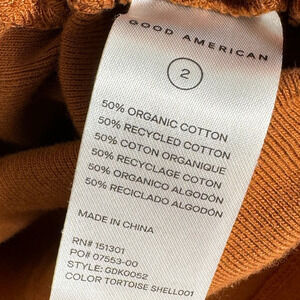 GOOD AMERICAN
2
50% ORGANIC COTTON
50% RECYCLED COTTON
50% COTON ORGANIQUE
50% RECYCLAGE COTON
50% ORGANICO ALGODÓN
50% RECICLADO ALGODÓN
MADE IN CHINA
RN# 151301
PO# 07553-00
STYLE: GDK0052
COLOR TORTOISE SHELL001